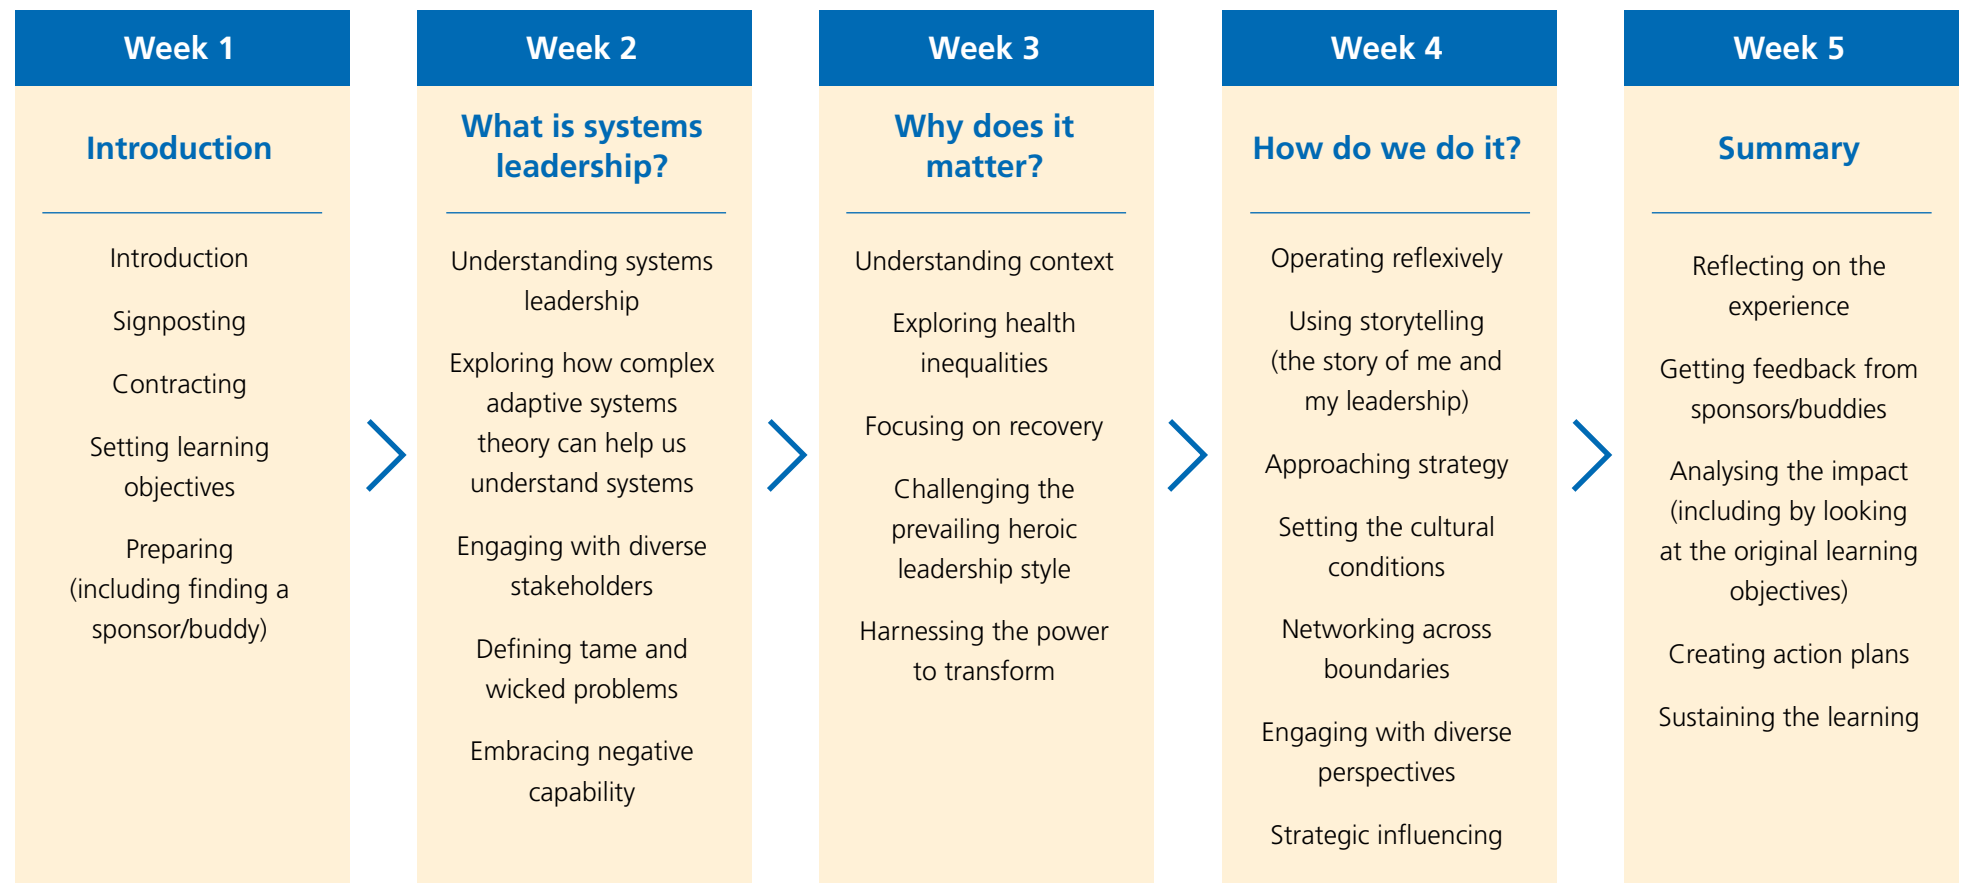 Week 1
Introduction
Introduction
Signposting
Contracting
Setting learning
objectives
Preparing
(including finding a
sponsor/buddy)
Week 2
What is systems
leadership?
Understanding systems
leadership
Exploring how complex
adaptive systems
theory can help us
understand systems
Engaging with diverse
stakeholders
Defining tame and
wicked problems
Embracing negative
capability
Week 3
Why does it
matter?
Understanding context
Exploring health
inequalities
Focusing on recovery
Challenging the
prevailing heroic
leadership style
Harnessing the power
to transform
Week 4
How do we do it?
Operating reflexively
Using storytelling
(the story of me and
my leadership)
Approaching strategy
Setting the cultural
conditions
Networking across
boundaries
Engaging with diverse
perspectives
Strategic influencing
Week 5
Summary
Reflecting on the
experience
Getting feedback from
sponsors/buddies
Analysing the impact
(including by looking
at the original learning
objectives)
Creating action plans
Sustaining the learning